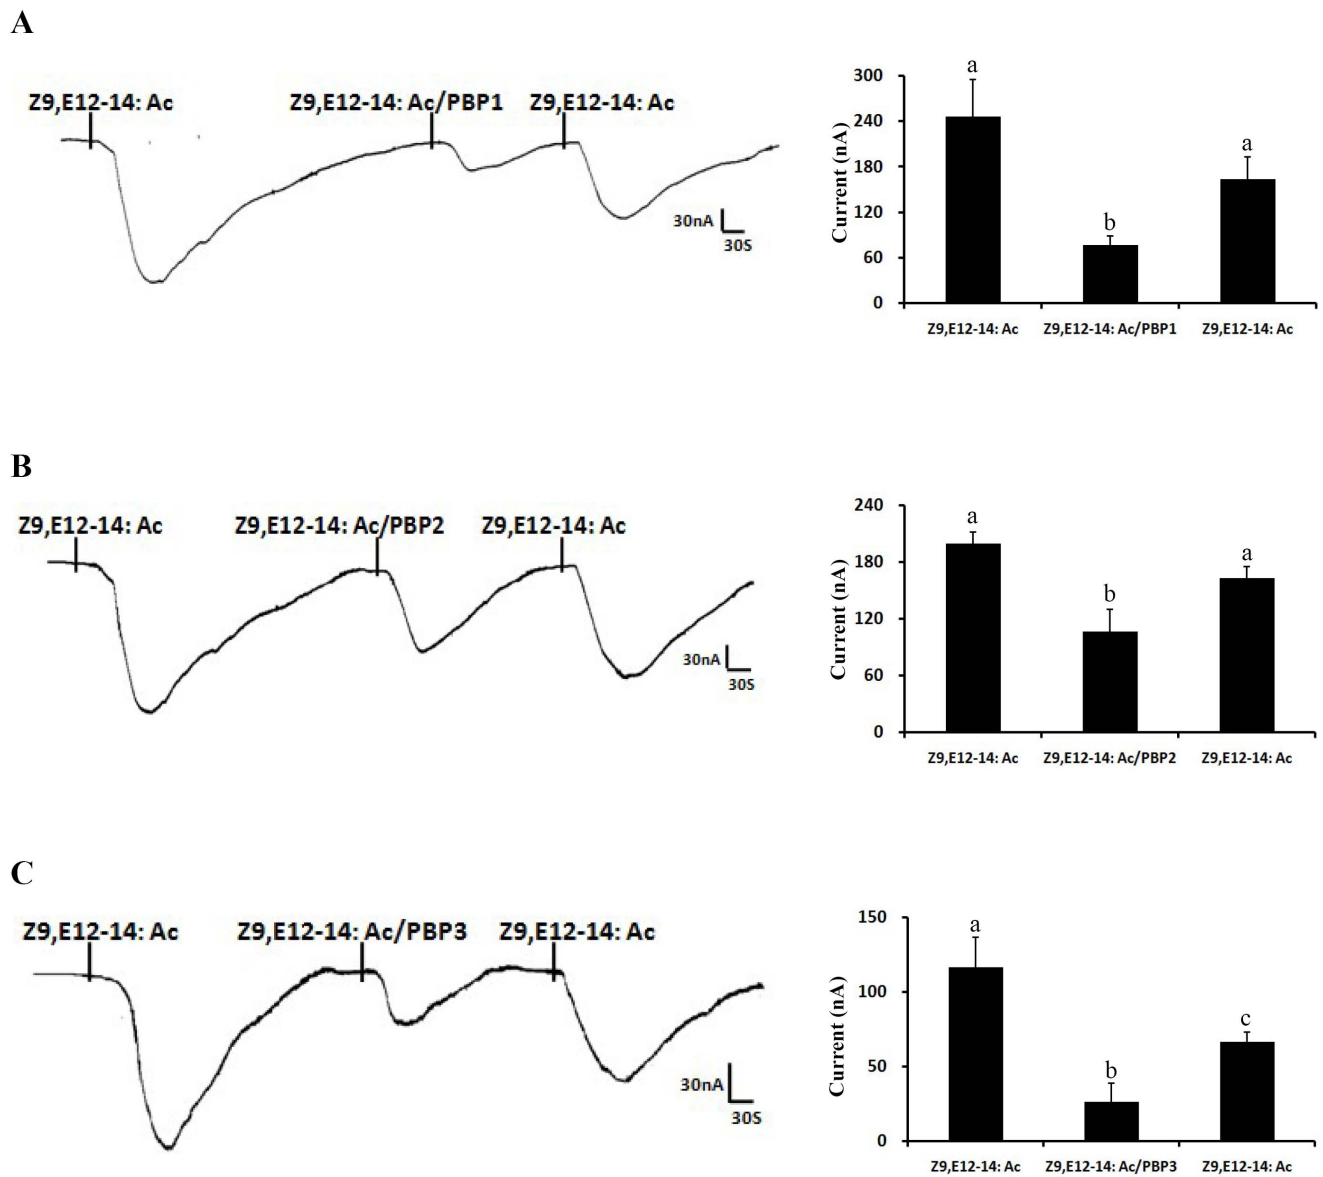 A
Z9,E12-14: Ac
Z9,E12-14: Ac/PBP1
Z9,E12-14: Ac
30nA
30S
Current (nA)
300
240
180
120
60
0
a
b
a
Z9,E12-14: Ac
Z9,E12-14: Ac/PBP1
Z9,E12-14: Ac
B
Z9,E12-14: Ac
Z9,E12-14: Ac/PBP2
Z9,E12-14: Ac
30nA
30S
Current (nA)
240
180
120
60
0
a
b
a
Z9,E12-14: Ac
Z9,E12-14: Ac/PBP2
Z9,E12-14: Ac
C
Z9,E12-14: Ac
Z9,E12-14: Ac/PBP3
Z9,E12-14: Ac
30nA
30S
Current (nA)
150
100
50
0
a
b
c
Z9,E12-14: Ac
Z9,E12-14: Ac/PBP3
Z9,E12-14: Ac